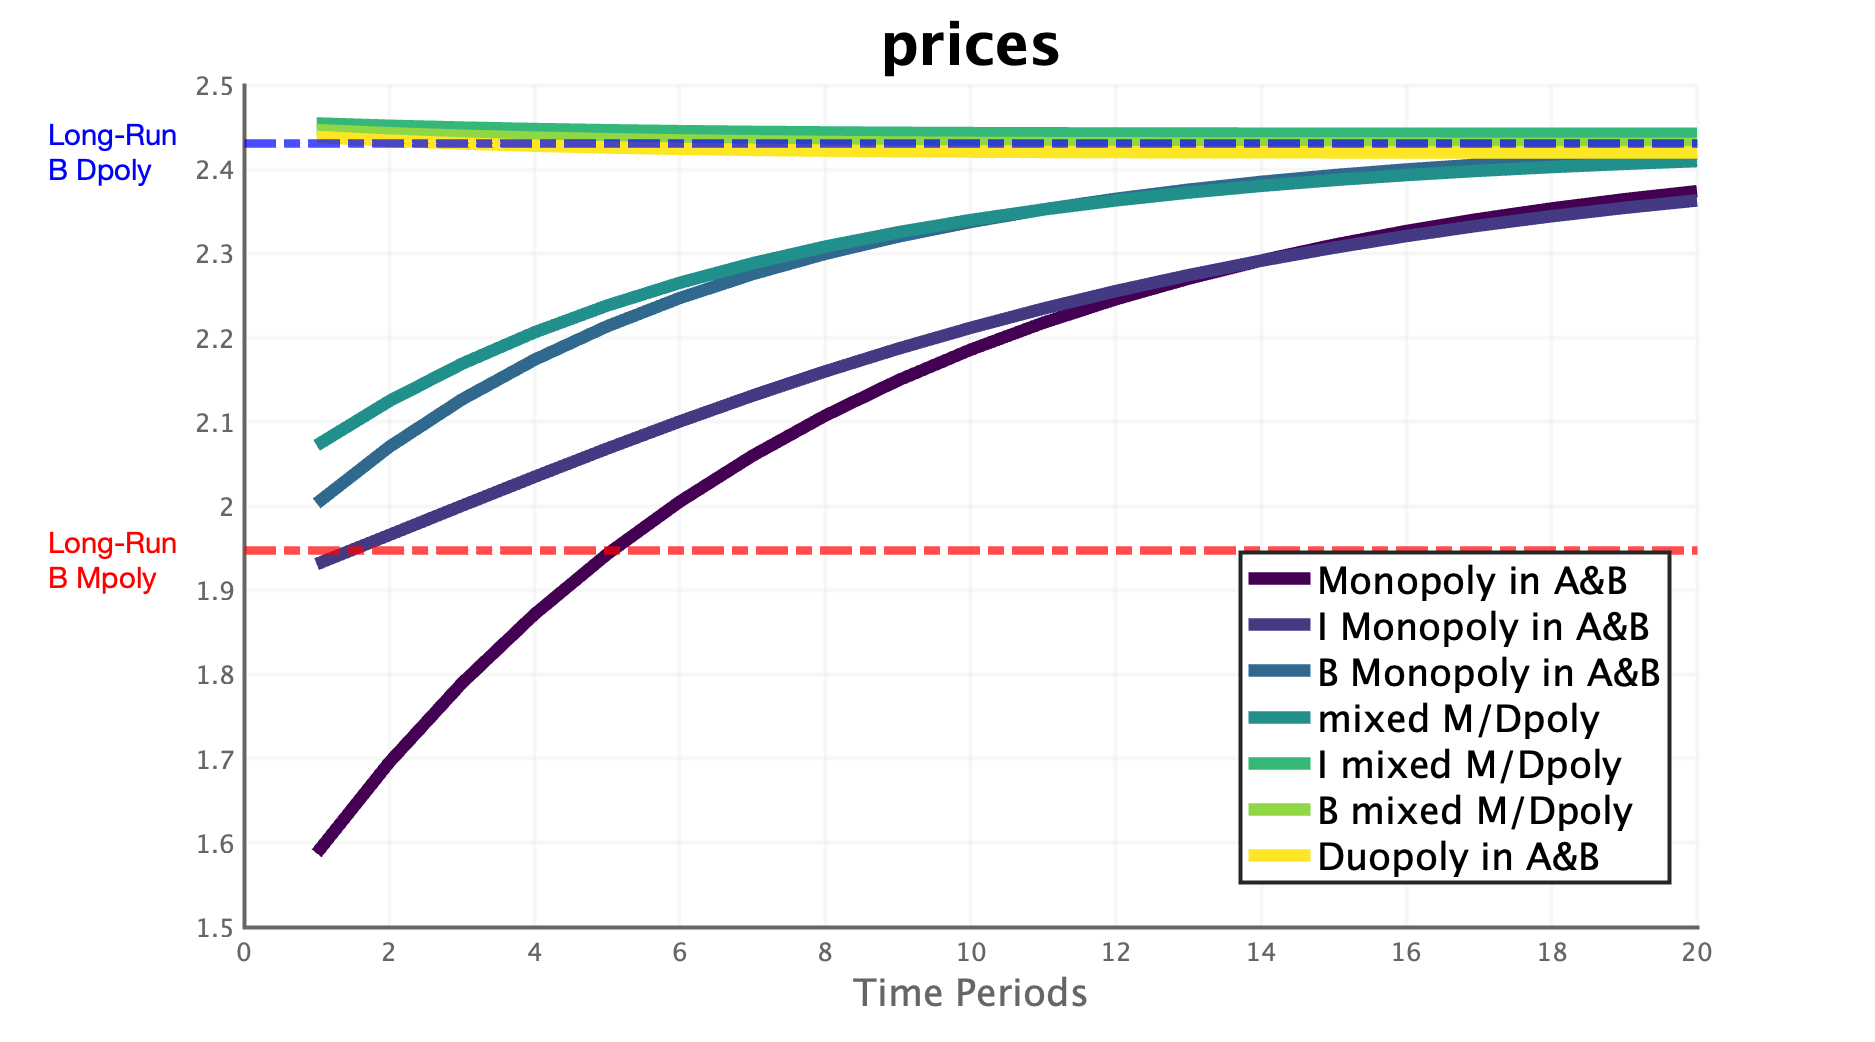 prices
Long-Run
B Dpoly
Long-Run
B Mpoly
2.5
2.4
2.3
2.2
2.1
2
1.9
1.8
1.7
1.6
1.5
0 2 4 6 8 10 12 14 16 18 20
Time Periods
Monopoly in A&B
I Monopoly in A&B
B Monopoly in A&B
mixed M/Dpoly
I mixed M/Dpoly
B mixed M/Dpoly
Duopoly in A&B